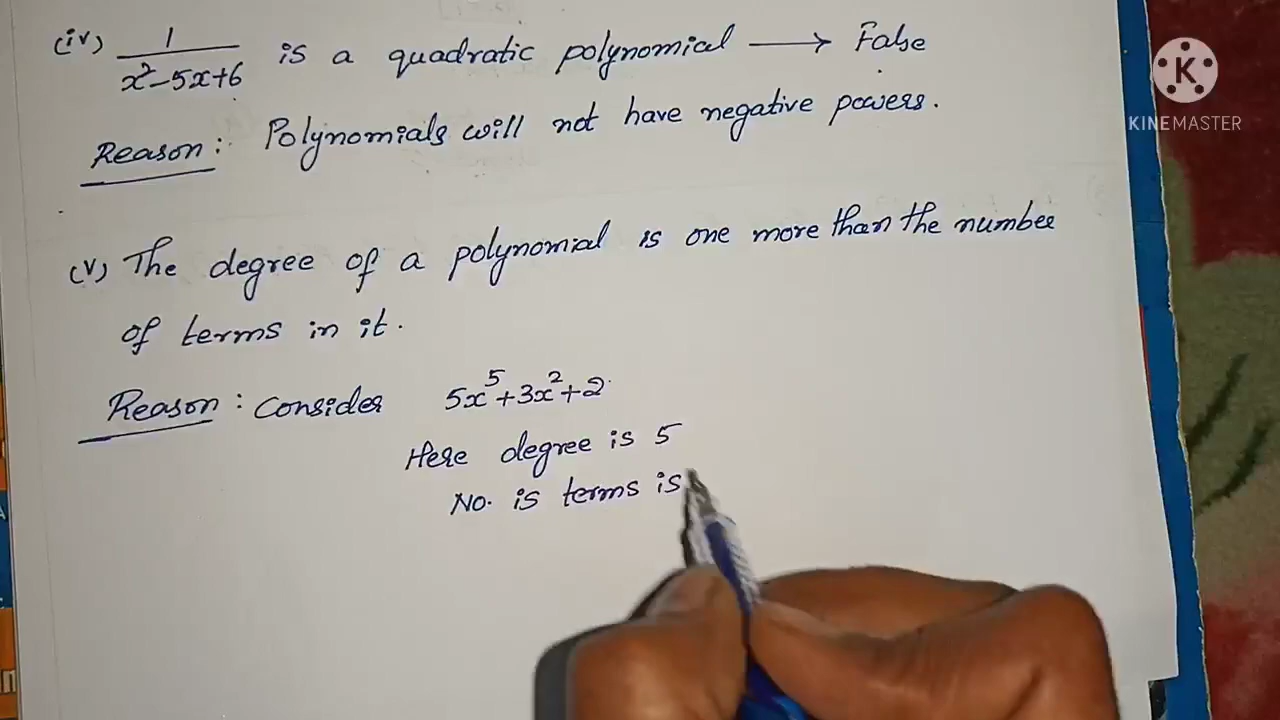 (iv) 1/(x²-5x+6) is a quadratic polynomial → False
Reason: Polynomials will not have negative powers.
(v) The degree of a polynomial is one more than the number
of terms in it.
Reason: Consider 5x⁵+3x²+2.
Here degree is 5
No. is terms is
K
KINEMASTER